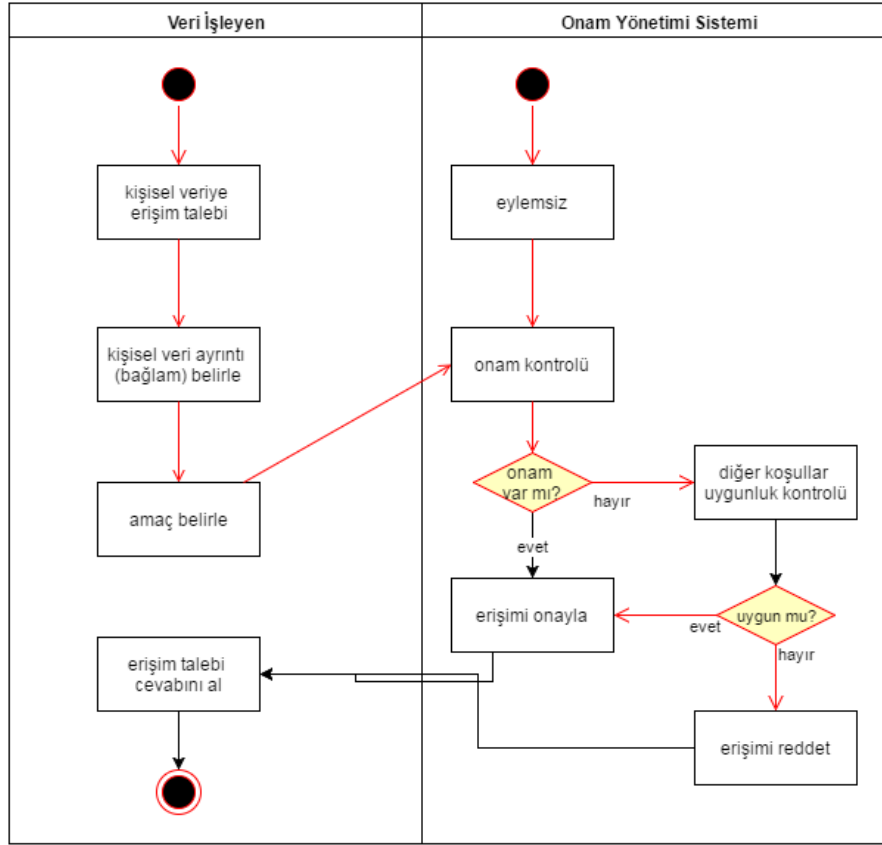 Veri İşleyen
Onam Yönetimi Sistemi
kişisel veriye
erişim talebi
eylemsiz
kişisel veri ayrıntı
(bağlam) belirle
onam kontrolü
amaç belirle
onam
var mı?
hayır
diğer koşullar
uygunluk kontrolü
evet
erişimi onayla
evet
uygun mu?
hayır
erişim talebi
cevabını al
erişimi reddet